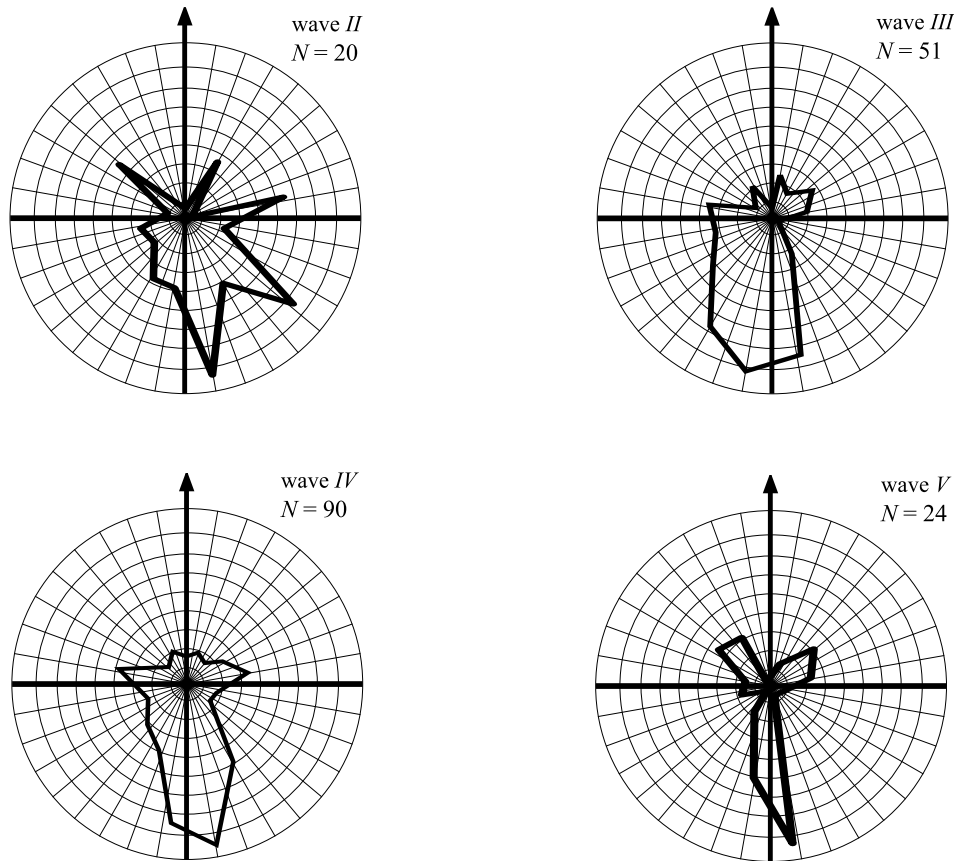 wave II
N = 20
wave III
N = 51
wave IV
N = 90
wave V
N = 24